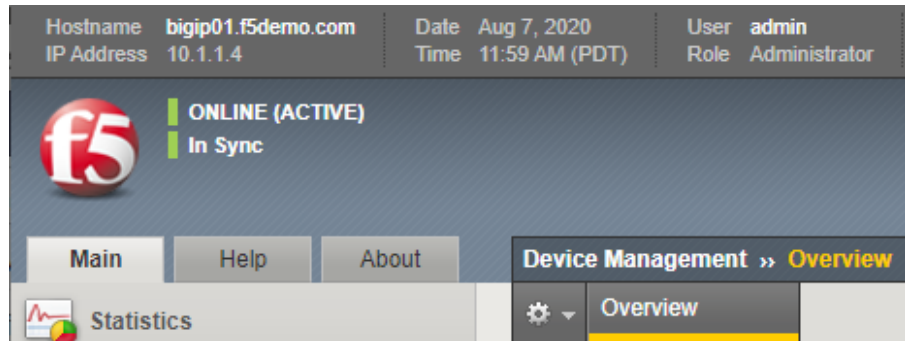 Hostname bigip01.f5demo.com Date Aug 7, 2020 User admin
IP Address 10.1.1.4 Time 11:59 AM (PDT) Role Administrator
f5
ONLINE (ACTIVE)
In Sync
Main Help About
Device Management ›› Overview
Statistics
Overview